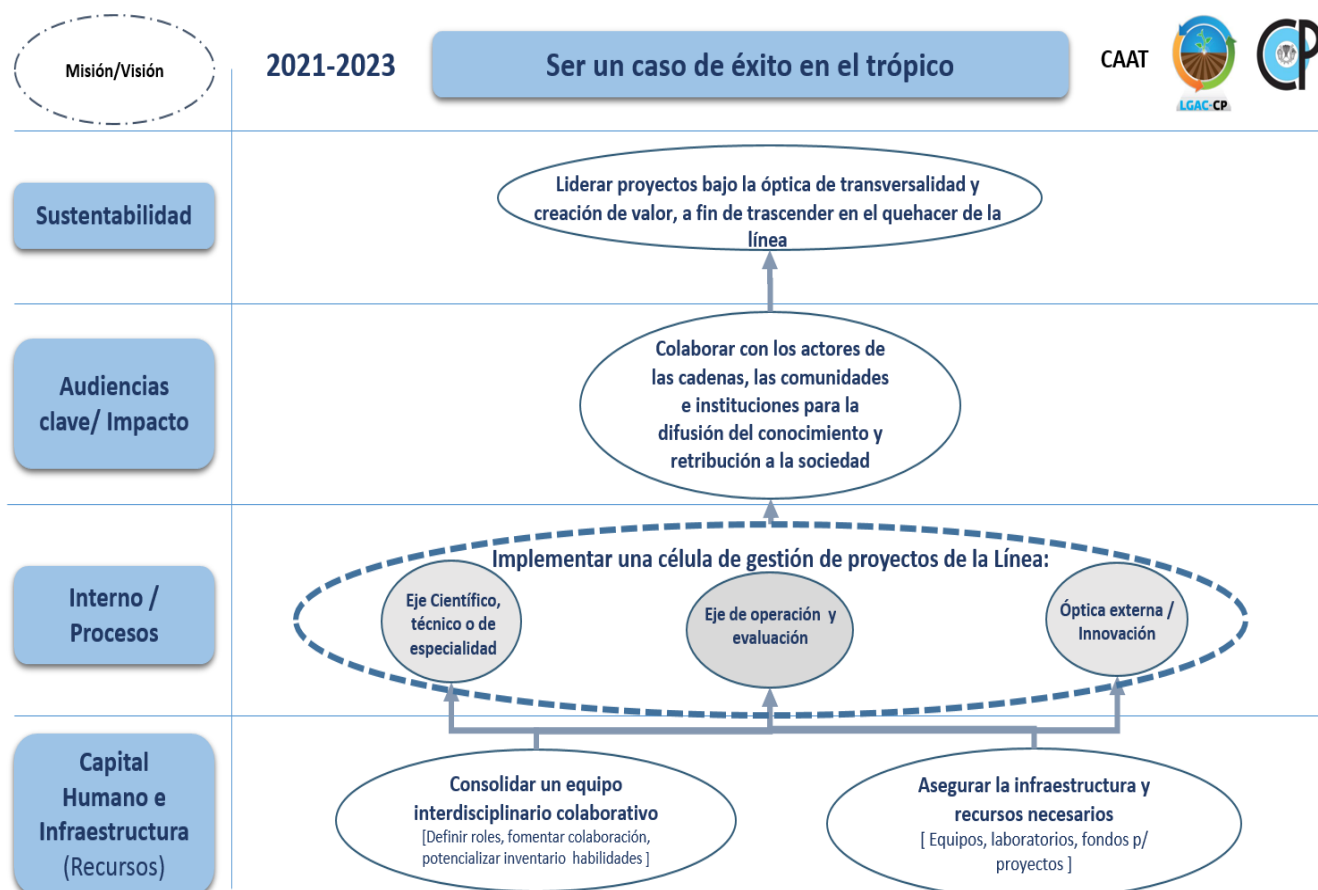 Misión/Visión
2021-2023
Ser un caso de éxito en el trópico
CAAT
LGAC-CP
CP
Sustentabilidad
Liderar proyectos bajo la óptica de transversalidad y
creación de valor, a fin de trascender en el quehacer de la
línea
Audiencias
clave/ Impacto
Colaborar con los actores de
las cadenas, las comunidades
e instituciones para la
difusión del conocimiento y
retribución a la sociedad
Interno /
Procesos
Implementar una célula de gestión de proyectos de la Línea:
Eje Científico,
técnico o de
especialidad
Eje de operación y
evaluación
Óptica externa /
Innovación
Capital
Humano e
Infraestructura
(Recursos)
Consolidar un equipo
interdisciplinario colaborativo
[Definir roles, fomentar colaboración,
potencializar inventario habilidades ]
Asegurar la infraestructura y
recursos necesarios
[ Equipos, laboratorios, fondos p/
proyectos ]